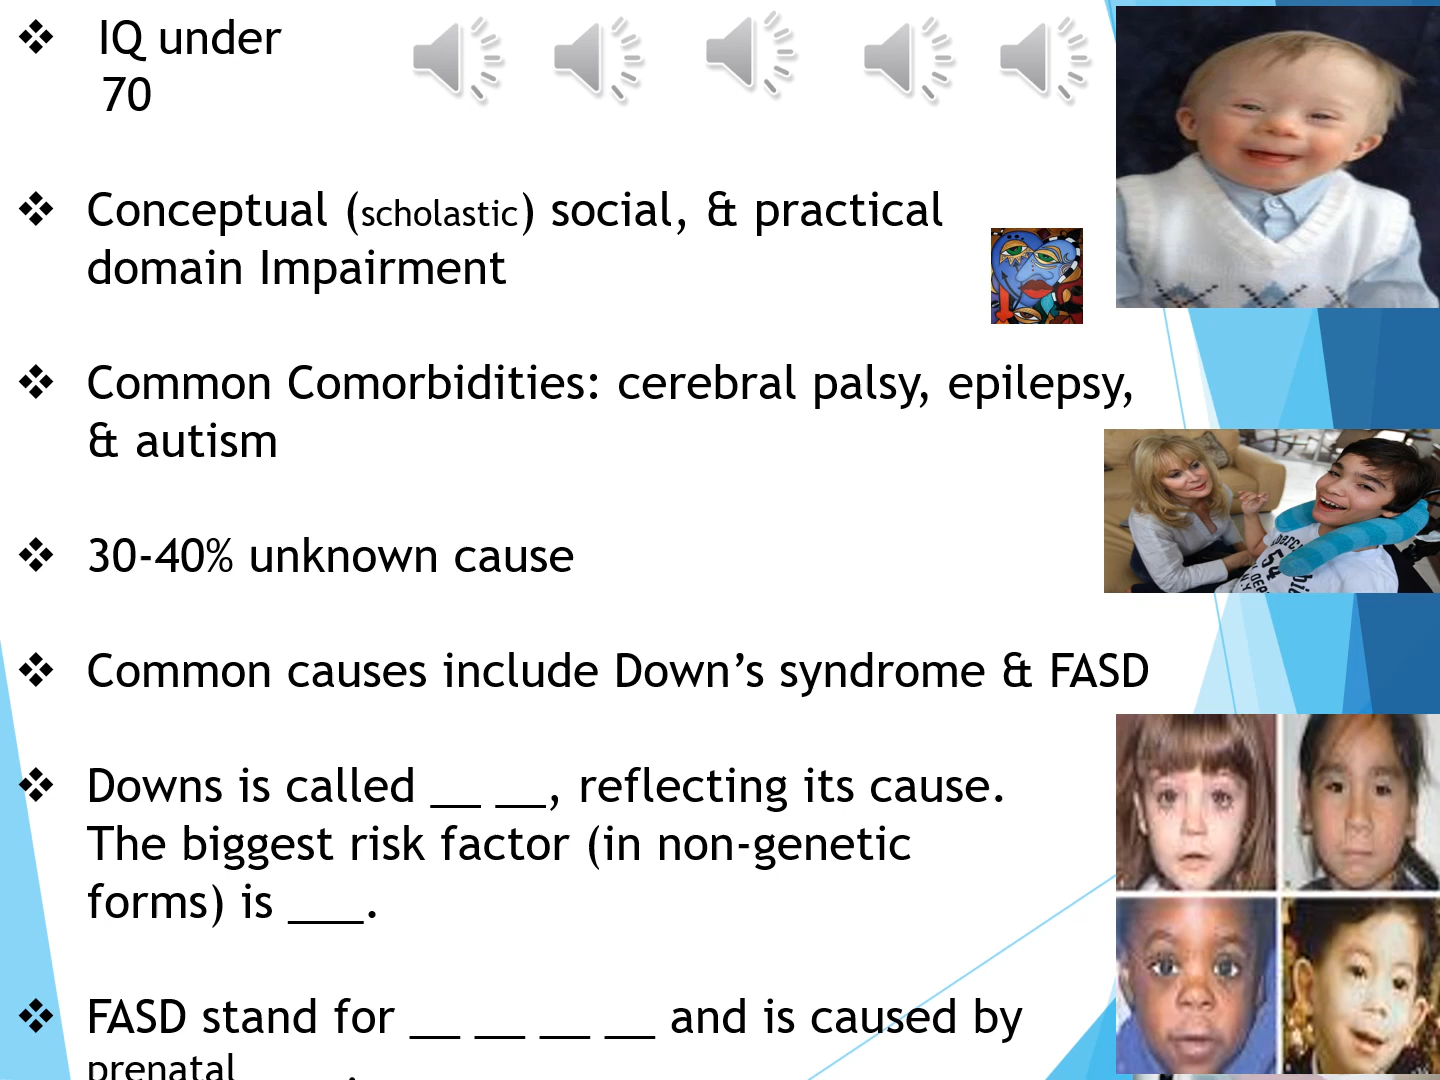 ❖ IQ under
70
❖ Conceptual (scholastic) social, & practical
domain Impairment
❖ Common Comorbidities: cerebral palsy, epilepsy,
& autism
❖ 30-40% unknown cause
❖ Common causes include Down’s syndrome & FASD
❖ Downs is called __ __, reflecting its cause.
The biggest risk factor (in non-genetic
forms) is ___.
❖ FASD stand for __ __ __ __ and is caused by
prenatal ____.
54